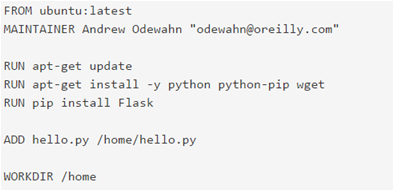 FROM ubuntu:latest
MAINTAINER Andrew Odewahn "odewahn@oreilly.com"
RUN apt-get update
RUN apt-get install -y python python-pip wget
RUN pip install Flask
ADD hello.py /home/hello.py
WORKDIR /home